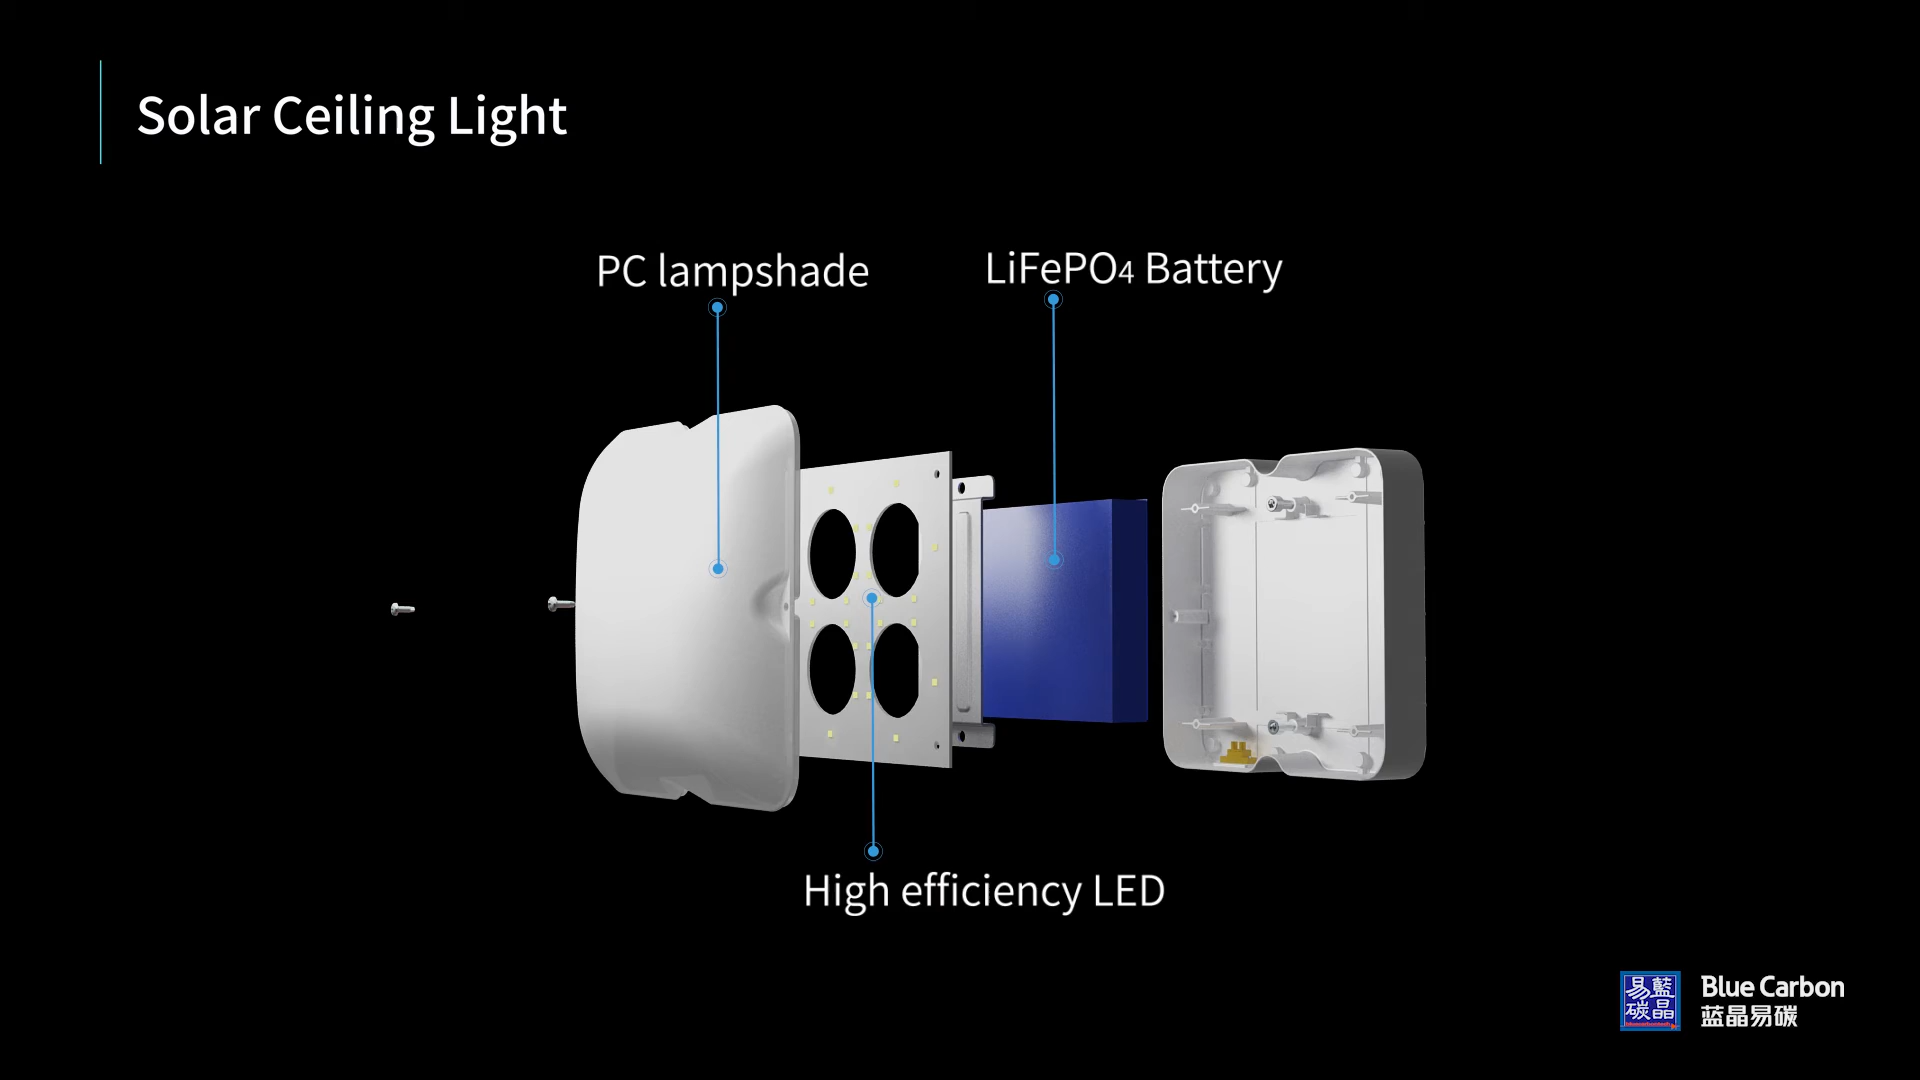 Solar Ceiling Light
PC lampshade
LiFePO4 Battery
High efficiency LED
易藍
碳晶
Blue Carbon
蓝晶易碳